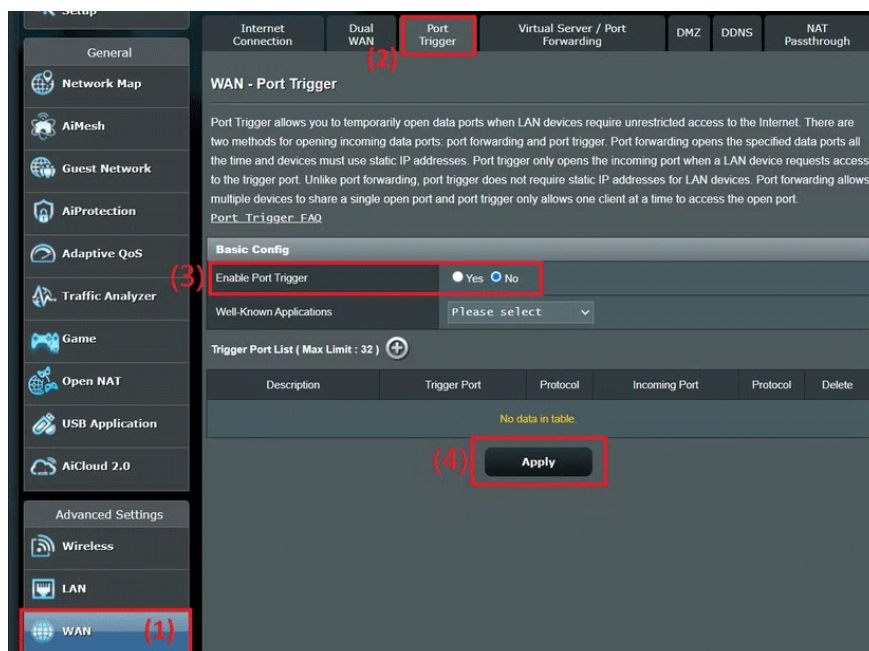 Setup
General
Network Map
AiMesh
Guest Network
AiProtection
Adaptive QoS
Traffic Analyzer
Game
Open NAT
USB Application
AiCloud 2.0
Advanced Settings
Wireless
LAN
WAN (1)
Internet
Connection
Dual
WAN
Port
Trigger
(2)
Virtual Server / Port
Forwarding
DMZ
DDNS
NAT
Passthrough
WAN - Port Trigger
Port Trigger allows you to temporarily open data ports when LAN devices require unrestricted access to the Internet. There are
two methods for opening incoming data ports: port forwarding and port trigger. Port forwarding opens the specified data ports all
the time and devices must use static IP addresses. Port trigger only opens the incoming port when a LAN device requests access
to the trigger port. Unlike port forwarding, port trigger does not require static IP addresses for LAN devices. Port forwarding allows
multiple devices to share a single open port and port trigger only allows one client at a time to access the open port.
Port Trigger FAQ
Basic Config
(3) Enable Port Trigger Yes No
Well-Known Applications Please select
Trigger Port List ( Max Limit : 32 )
Description Trigger Port Protocol Incoming Port Protocol Delete
No data in table.
(4) Apply